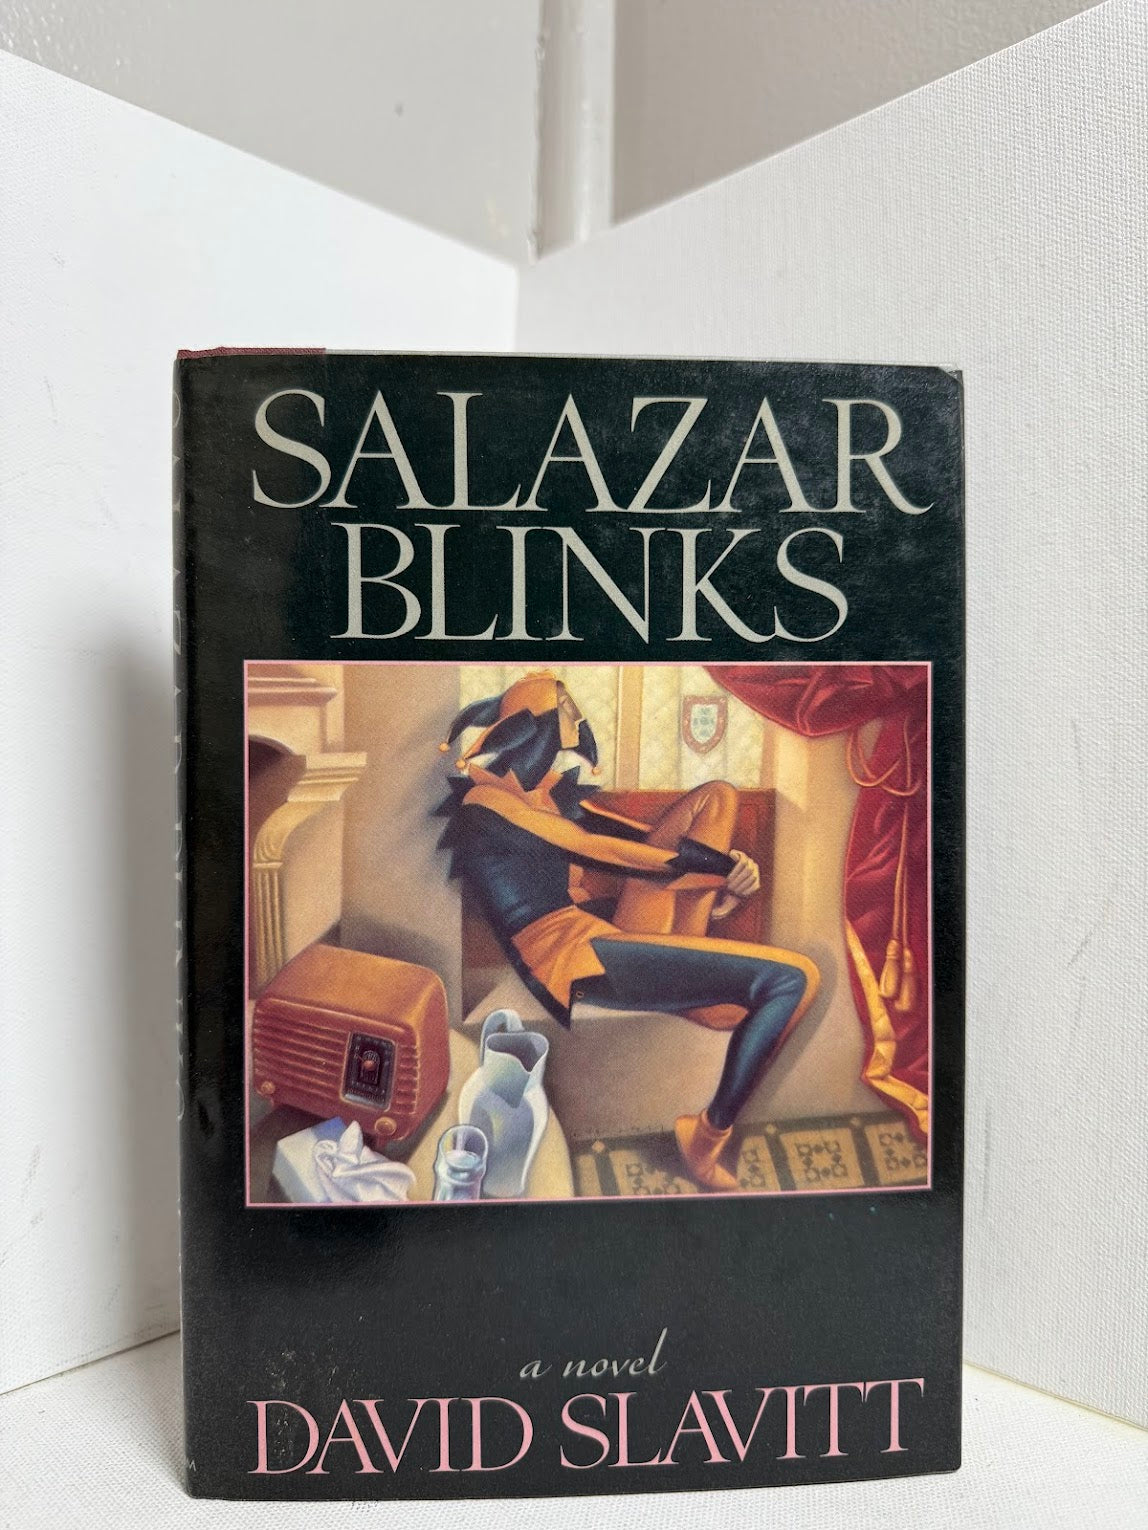 SALAZAR
BLINKS
a novel
DAVID SLAVITT